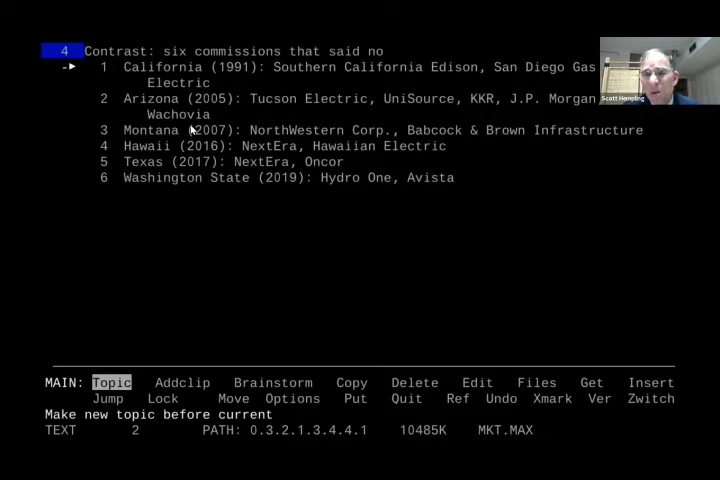 4 Contrast: six commissions that said no
1 California (1991): Southern California Edison, San Diego Gas
Electric
2 Arizona (2005): Tucson Electric, UniSource, KKR, J.P. Morgan,
Wachovia
3 Montana (2007): NorthWestern Corp., Babcock & Brown Infrastructure
4 Hawaii (2016): NextEra, Hawaiian Electric
5 Texas (2017): NextEra, Oncor
6 Washington State (2019): Hydro One, Avista
Scott Hempling
MAIN: Topic Addclip Brainstorm Copy Delete Edit Files Get Insert
Jump Lock Move Options Put Quit Ref Undo Xmark Ver Zwitch
Make new topic before current
TEXT 2 PATH: 0.3.2.1.3.4.4.1 10485K MKT.MAX